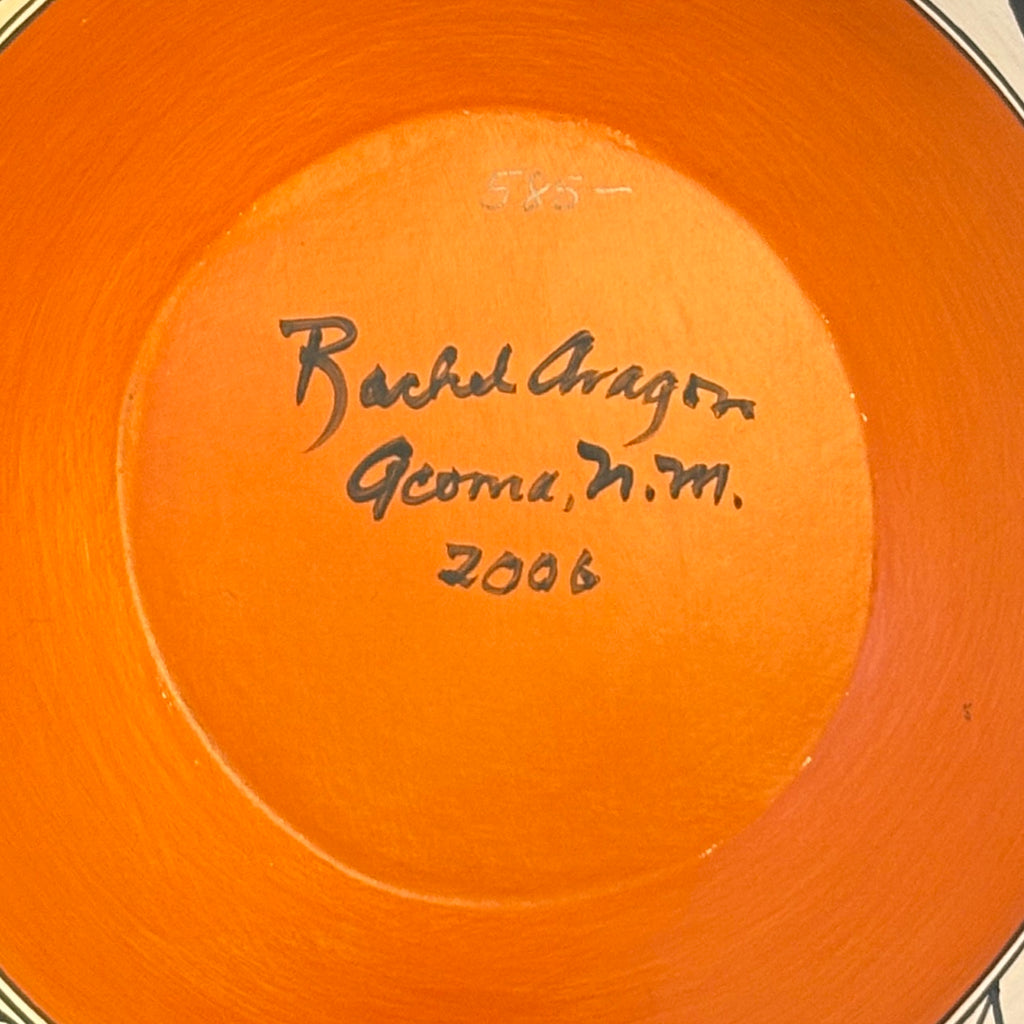 585—
Rachel Aragon
Acoma, N.M.
2006